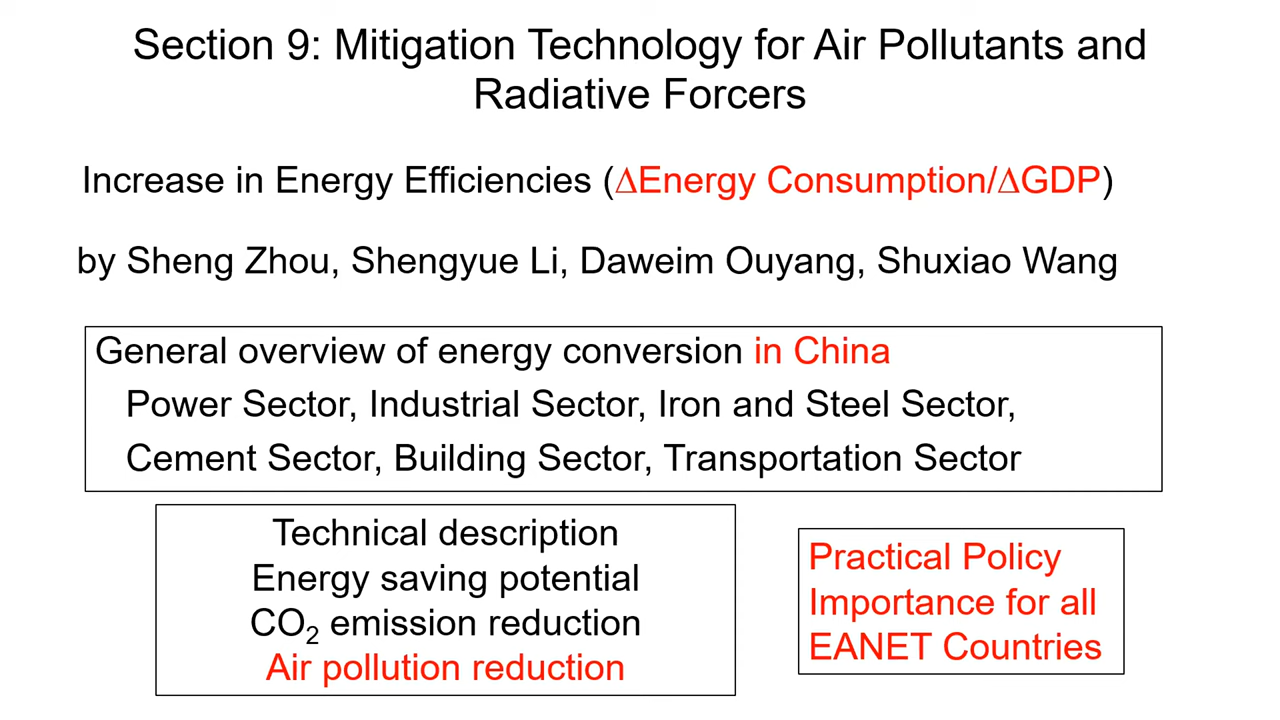 Section 9: Mitigation Technology for Air Pollutants and
Radiative Forcers
Increase in Energy Efficiencies (∆Energy Consumption/∆GDP)
by Sheng Zhou, Shengyue Li, Daweim Ouyang, Shuxiao Wang
General overview of energy conversion in China
Power Sector, Industrial Sector, Iron and Steel Sector,
Cement Sector, Building Sector, Transportation Sector
Technical description
Energy saving potential
CO₂ emission reduction
Air pollution reduction
Practical Policy
Importance for all
EANET Countries